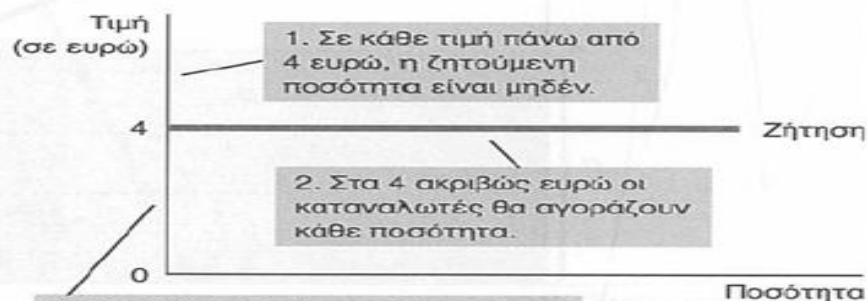 Τιμή
(σε ευρώ)
1. Σε κάθε τιμή πάνω από
4 ευρώ, η ζητούμενη
ποσότητα είναι μηδέν.
4
Ζήτηση
2. Στα 4 ακριβώς ευρώ οι
καταναλωτές θα αγοράζουν
κάθε ποσότητα.
0
Ποσότητα